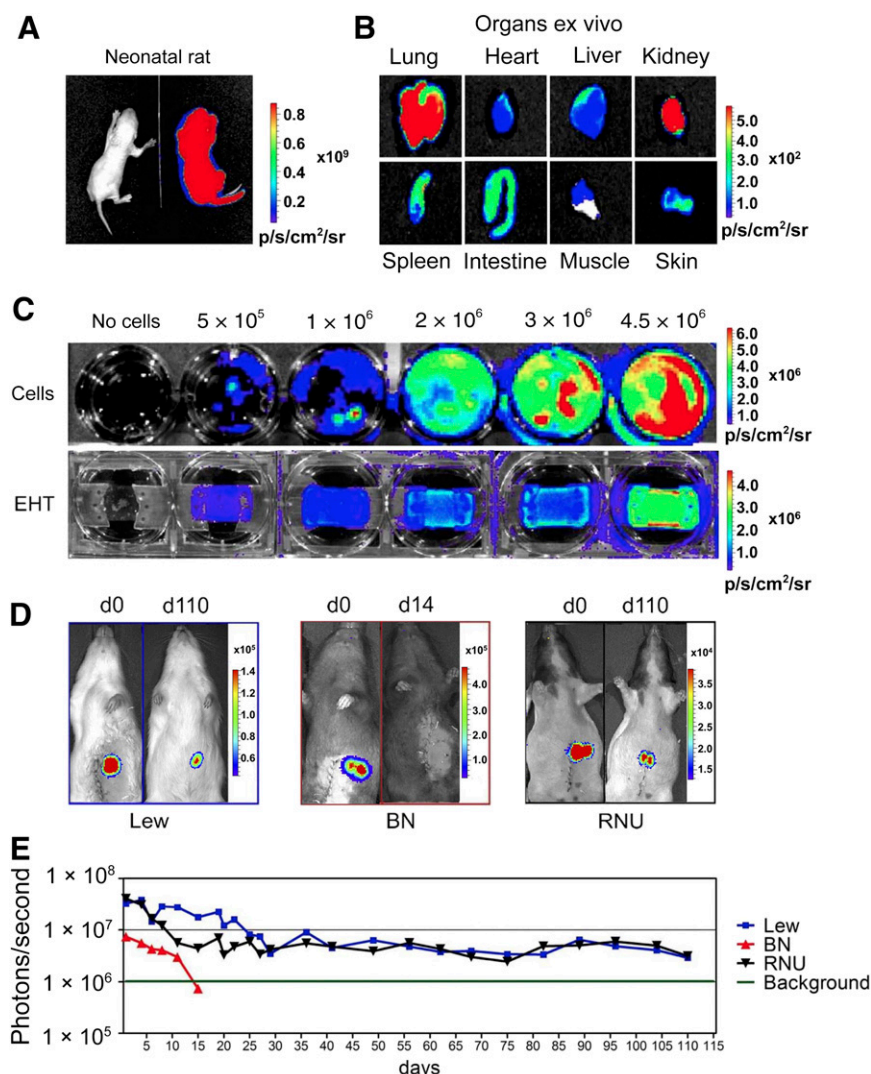 A
Neonatal rat
0.8
0.6
0.4
0.2
x10⁹
p/s/cm²/sr
B
Organs ex vivo
Lung Heart Liver Kidney
5.0
4.0
3.0
2.0
1.0
x10²
p/s/cm²/sr
Spleen Intestine Muscle Skin
C
No cells 5 × 10⁵ 1 × 10⁶ 2 × 10⁶ 3 × 10⁶ 4.5 × 10⁶
Cells
6.0
5.0
4.0
3.0
2.0
1.0
x10⁶
p/s/cm²/sr
EHT
4.0
3.0
2.0
1.0
x10⁶
p/s/cm²/sr
D
d0 d110
x10⁵
1.4
1.2
1.0
0.8
0.6
Lew
d0 d14
x10⁵
4.0
3.0
2.0
1.0
BN
d0 d110
x10⁴
3.5
3.0
2.5
2.0
1.5
RNU
E
Photons/second
1 × 10⁸
1 × 10⁷
1 × 10⁶
1 × 10⁵
5 10 15 20 25 30 35 40 45 50 55 60 65 70 75 80 85 90 95 100 105 110 115
days
Lew
BN
RNU
Background